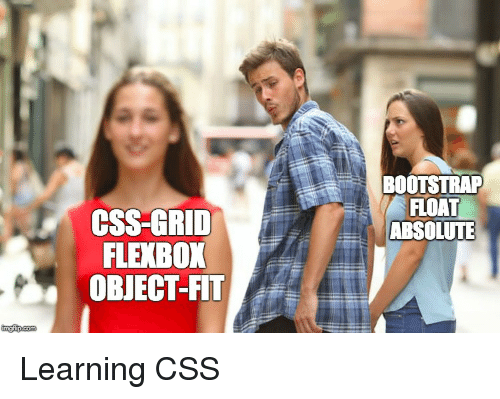 BOOTSTRAP
FLOAT
ABSOLUTE
CSS-GRID
FLEXBOX
OBJECT-FIT
imgflip.com
Learning CSS